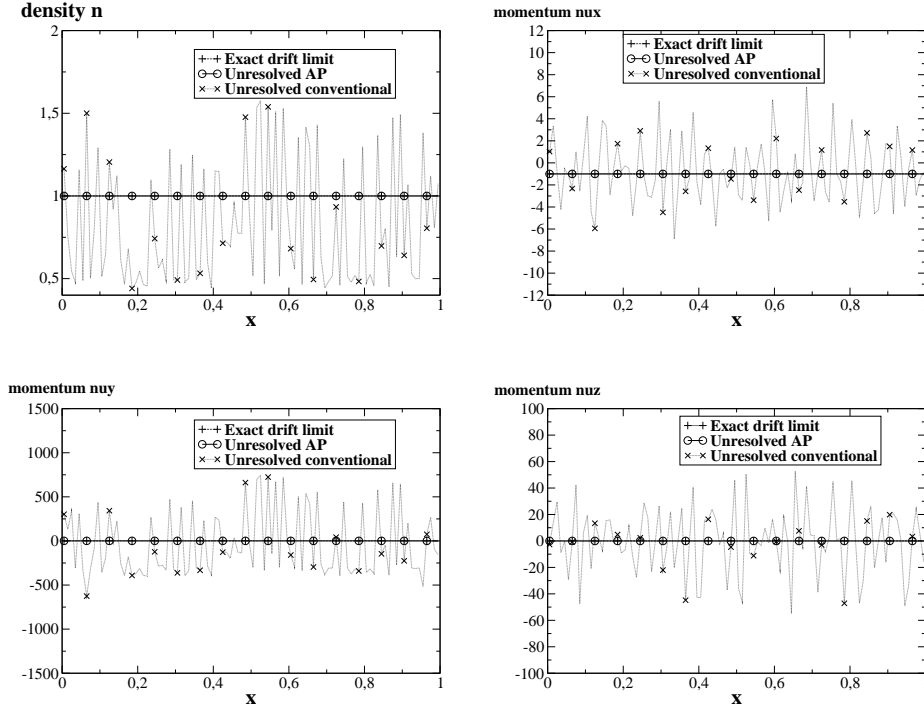 density n
2
1,5
1
0,5
0
0,2
0,4
0,6
0,8
1
x
Exact drift limit
Unresolved AP
Unresolved conventional
momentum nux
12
10
8
6
4
2
0
-2
-4
-6
-8
-10
-12
0
0,2
0,4
0,6
0,8
x
Exact drift limit
Unresolved AP
Unresolved conventional
momentum nuy
1500
1000
500
0
-500
-1000
-1500
0
0,2
0,4
0,6
0,8
1
x
Exact drift limit
Unresolved AP
Unresolved conventional
momentum nuz
100
80
60
40
20
0
-20
-40
-60
-80
-100
0
0,2
0,4
0,6
0,8
x
Exact drift limit
Unresolved AP
Unresolved conventional